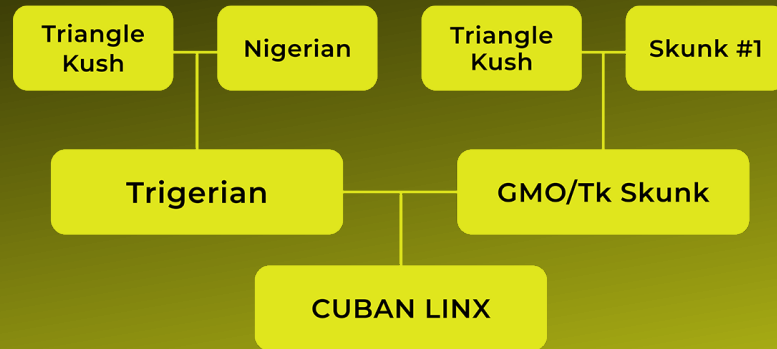 Triangle
Kush
Nigerian
Triangle
Kush
Skunk #1
Trigerian
GMO/Tk Skunk
CUBAN LINX